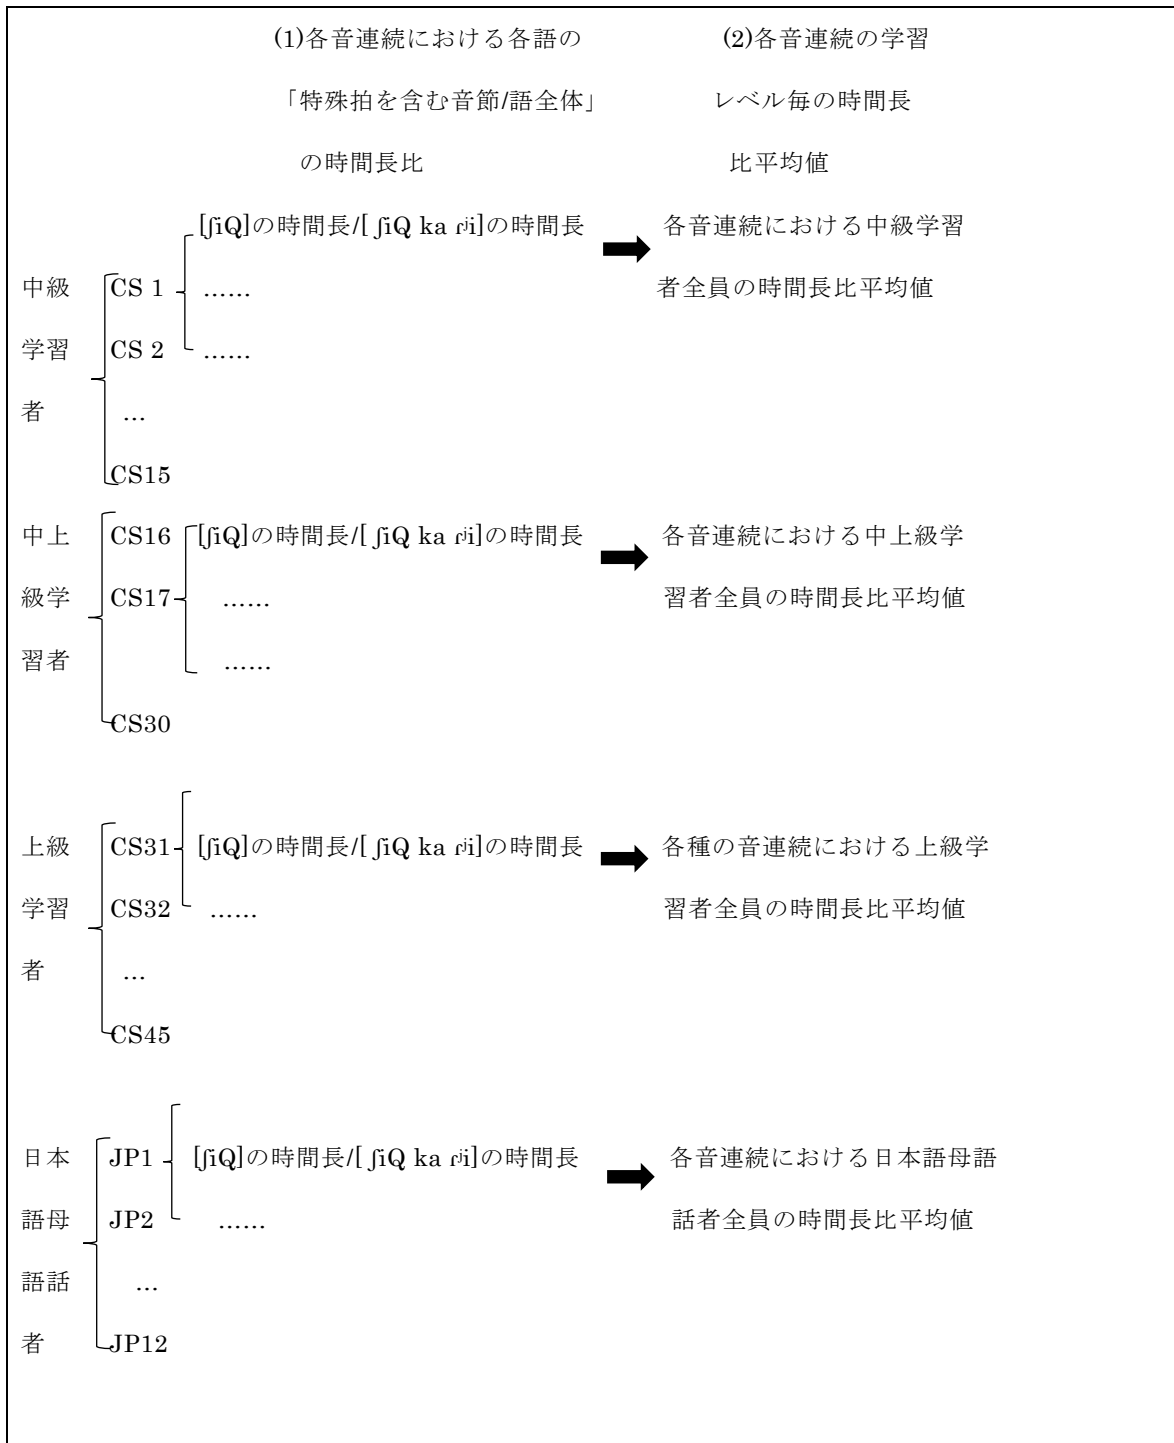 (1)各音連続における各語の (2)各音連続の学習
「特殊拍を含む音節/語全体」 レベル毎の時間長
の時間長比 比平均値
[ʃiQ]の時間長/[ʃiQ ka ɾʲi]の時間長 各音連続における中級学習
中級 CS 1 …… 者全員の時間長比平均値
学習 CS 2 ……
者 …
CS15
中上 CS16 [ʃiQ]の時間長/[ʃiQ ka ɾʲi]の時間長 各音連続における中上級学
級学 CS17 …… 習者全員の時間長比平均値
習者 ……
CS30
上級 CS31 [ʃiQ]の時間長/[ʃiQ ka ɾʲi]の時間長 各種の音連続における上級学
学習 CS32 …… 習者全員の時間長比平均値
者 …
CS45
日本 JP1 [ʃiQ]の時間長/[ʃiQ ka ɾʲi]の時間長 各音連続における日本語母語
語母 JP2 …… 話者全員の時間長比平均値
語話 …
者 JP12